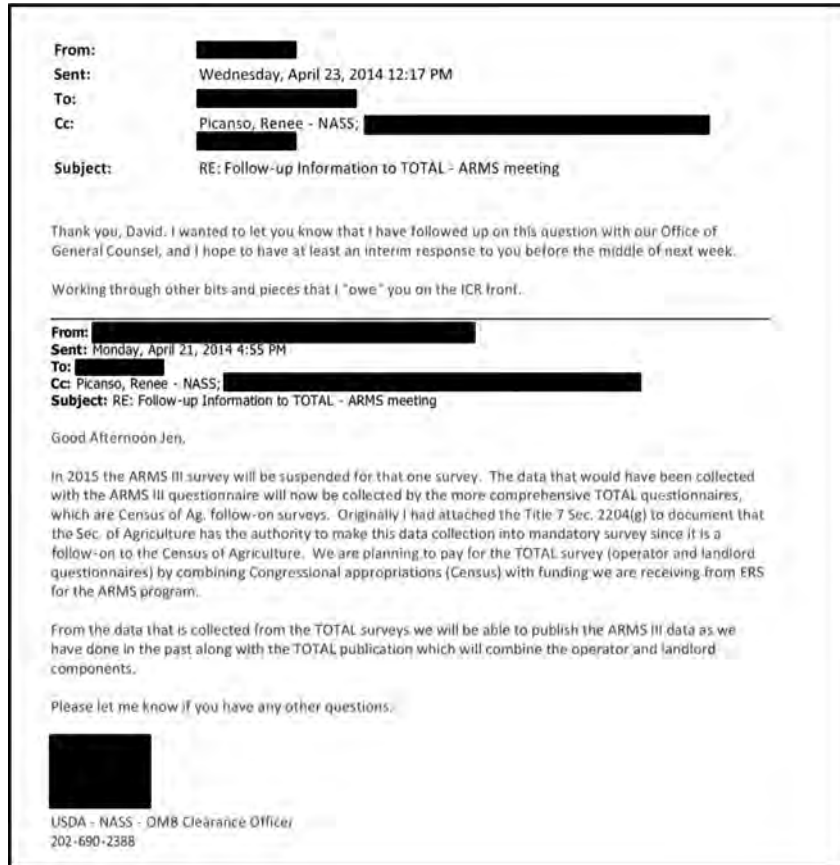 From:
Sent: Wednesday, April 23, 2014 12:17 PM
To:
Cc: Picanso, Renee - NASS;
Subject: RE: Follow-up Information to TOTAL - ARMS meeting
Thank you, David. I wanted to let you know that I have followed up on this question with our Office of
General Counsel, and I hope to have at least an interim response to you before the middle of next week.
Working through other bits and pieces that I "owe" you on the ICR front.
From:
Sent: Monday, April 21, 2014 4:55 PM
To:
Cc: Picanso, Renee - NASS;
Subject: RE: Follow-up Information to TOTAL - ARMS meeting
Good Afternoon Jen,
In 2015 the ARMS III survey will be suspended for that one survey. The data that would have been collected
with the ARMS III questionnaire will now be collected by the more comprehensive TOTAL questionnaires,
which are Census of Ag. follow-on surveys. Originally I had attached the Title 7 Sec. 2204(g) to document that
the Sec. of Agriculture has the authority to make this data collection into mandatory survey since it is a
follow-on to the Census of Agriculture. We are planning to pay for the TOTAL survey (operator and landlord
questionnaires) by combining Congressional appropriations (Census) with funding we are receiving from ERS
for the ARMS program.
From the data that is collected from the TOTAL surveys we will be able to publish the ARMS III data as we
have done in the past along with the TOTAL publication which will combine the operator and landlord
components.
Please let me know if you have any other questions.
USDA - NASS - OMB Clearance Officer
202-690-2388